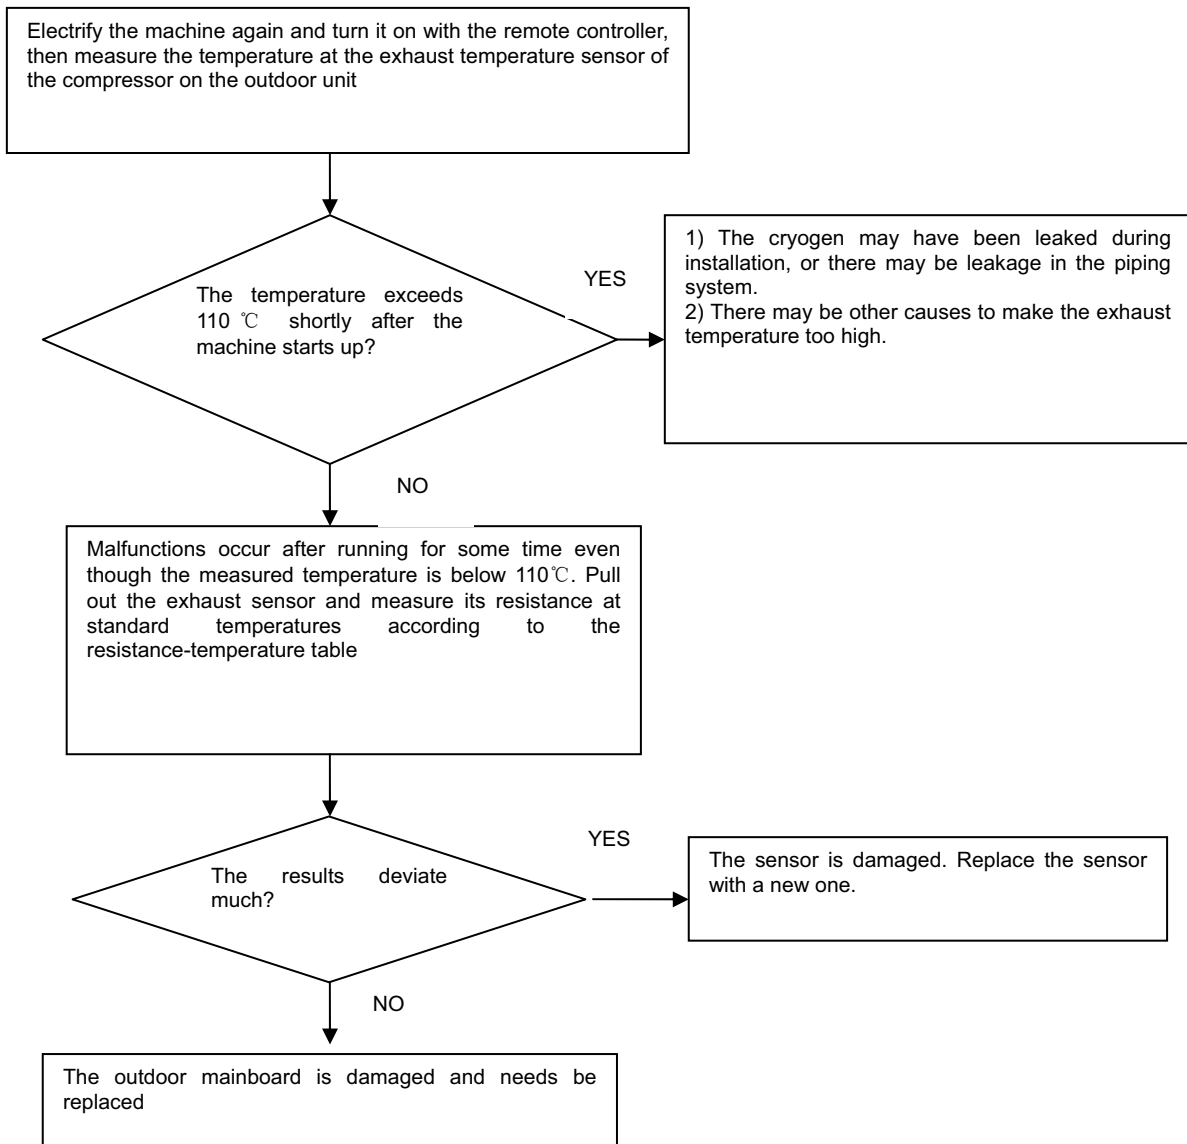 Electrify the machine again and turn it on with the remote controller,
then measure the temperature at the exhaust temperature sensor of
the compressor on the outdoor unit
The temperature exceeds
110 ℃ shortly after the
machine starts up?
YES
1) The cryogen may have been leaked during
installation, or there may be leakage in the piping
system.
2) There may be other causes to make the exhaust
temperature too high.
NO
Malfunctions occur after running for some time even
though the measured temperature is below 110℃. Pull
out the exhaust sensor and measure its resistance at
standard temperatures according to the
resistance-temperature table
The results deviate
much?
YES
The sensor is damaged. Replace the sensor
with a new one.
NO
The outdoor mainboard is damaged and needs be
replaced